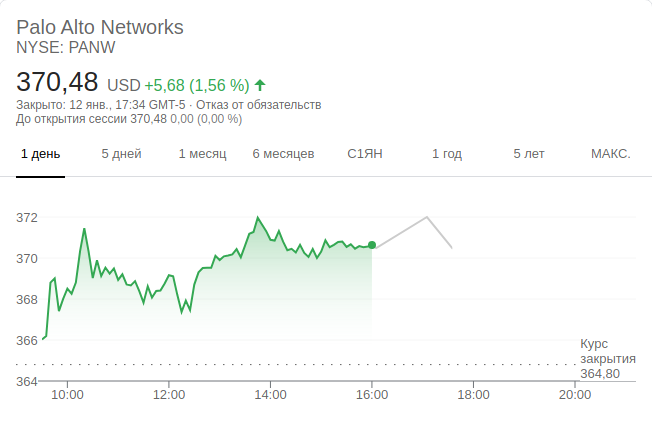 Palo Alto Networks
NYSE: PANW
370,48 USD +5,68 (1,56 %)
Закрыто: 12 янв., 17:34 GMT-5 · Отказ от обязательств
До открытия сессии 370,48 0,00 (0,00 %)
1 день 5 дней 1 месяц 6 месяцев С1ЯН 1 год 5 лет МАКС.
372
370
368
366
Курс
закрытия
364,80
364
10:00 12:00 14:00 16:00 18:00 20:00